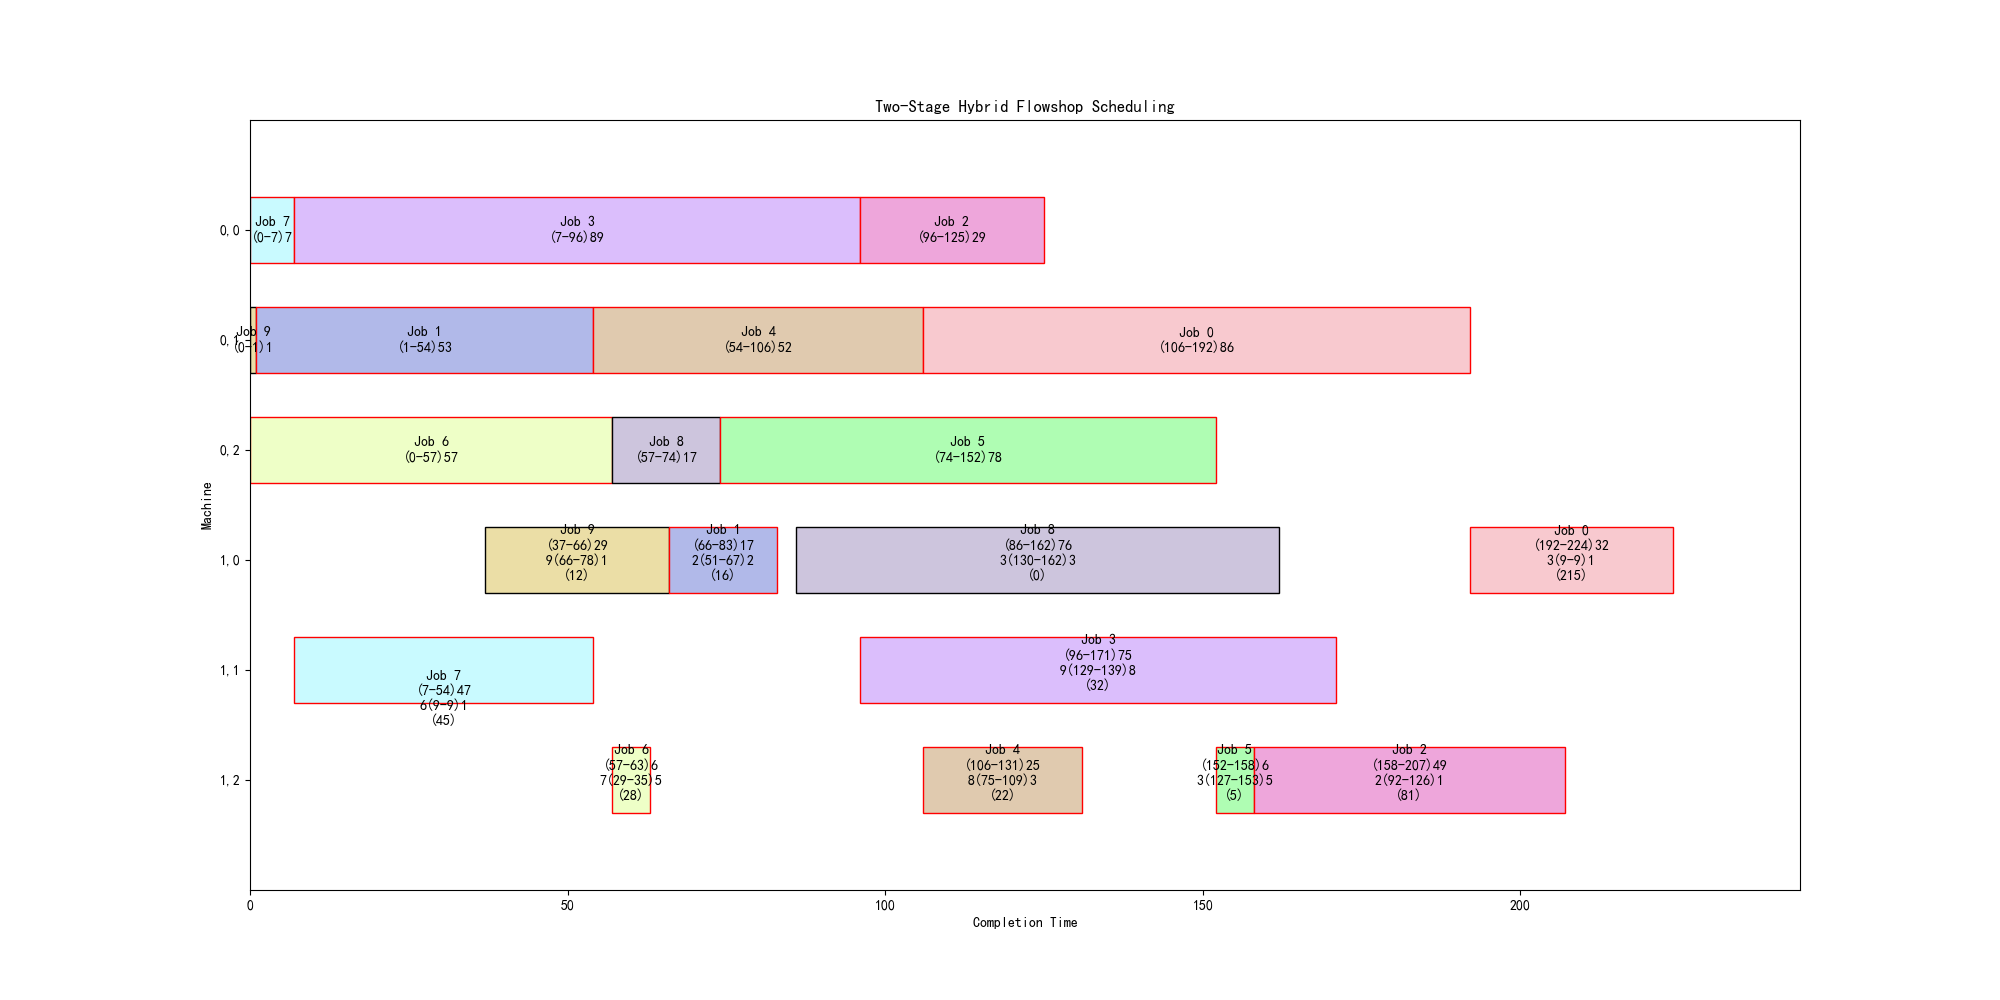 Two-Stage Hybrid Flowshop Scheduling
0,0
Job 7
(0-7)7
Job 3
(7-96)89
Job 2
(96-125)29
0,1
Job 9
(0-1)1
Job 1
(1-54)53
Job 4
(54-106)52
Job 0
(106-192)86
0,2
Job 6
(0-57)57
Job 8
(57-74)17
Job 5
(74-152)78
Machine
1,0
Job 9
(37-66)29
9(66-78)1
(12)
Job 1
(66-83)17
2(51-67)2
(16)
Job 8
(86-162)76
3(130-162)3
(0)
Job 0
(192-224)32
3(9-9)1
(215)
1,1
Job 7
(7-54)47
6(9-9)1
(45)
Job 3
(96-171)75
9(129-139)8
(32)
1,2
Job 6
(57-63)6
7(29-35)5
(28)
Job 4
(106-131)25
8(75-109)3
(22)
Job 5
(152-158)6
3(127-153)5
(5)
Job 2
(158-207)49
2(92-126)1
(81)
0
50
100
150
200
Completion Time